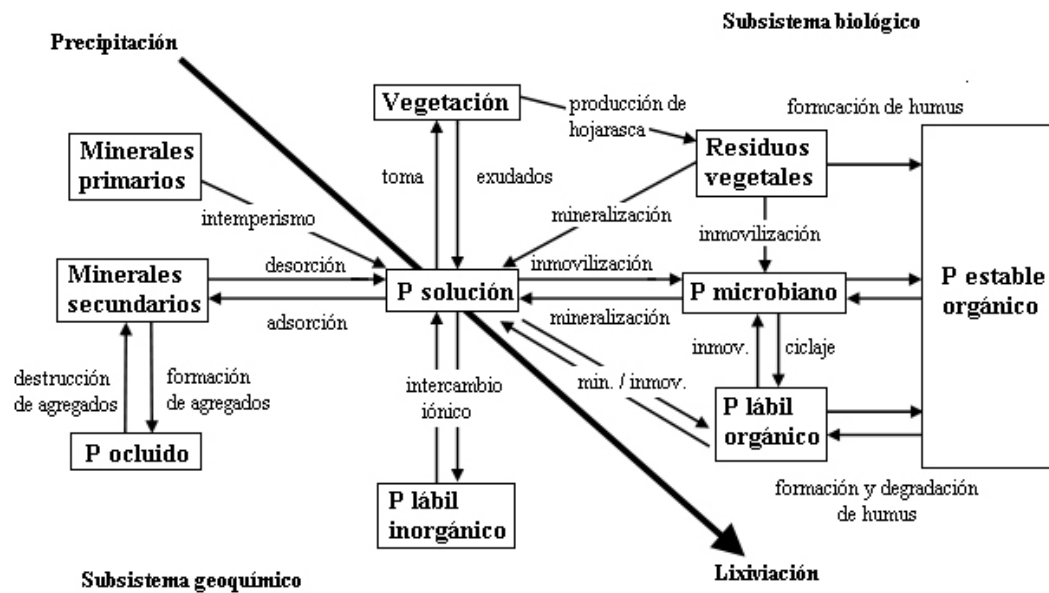 Subsistema biológico
Precipitación
Vegetación
producción de
hojarasca
formcación de humus
Minerales
primarios
Residuos
vegetales
toma
exudados
intemperismo
mineralización
inmovilización
Minerales
secundarios
desorción
P solución
inmovilización
P microbiano
P estable
orgánico
adsorción
mineralización
inmov.
ciclaje
destrucción
de agregados
formación
de agregados
intercambio
iónico
min. / inmov.
P lábil
orgánico
P ocluido
P lábil
inorgánico
formación y degradación
de humus
Subsistema geoquímico
Lixiviación